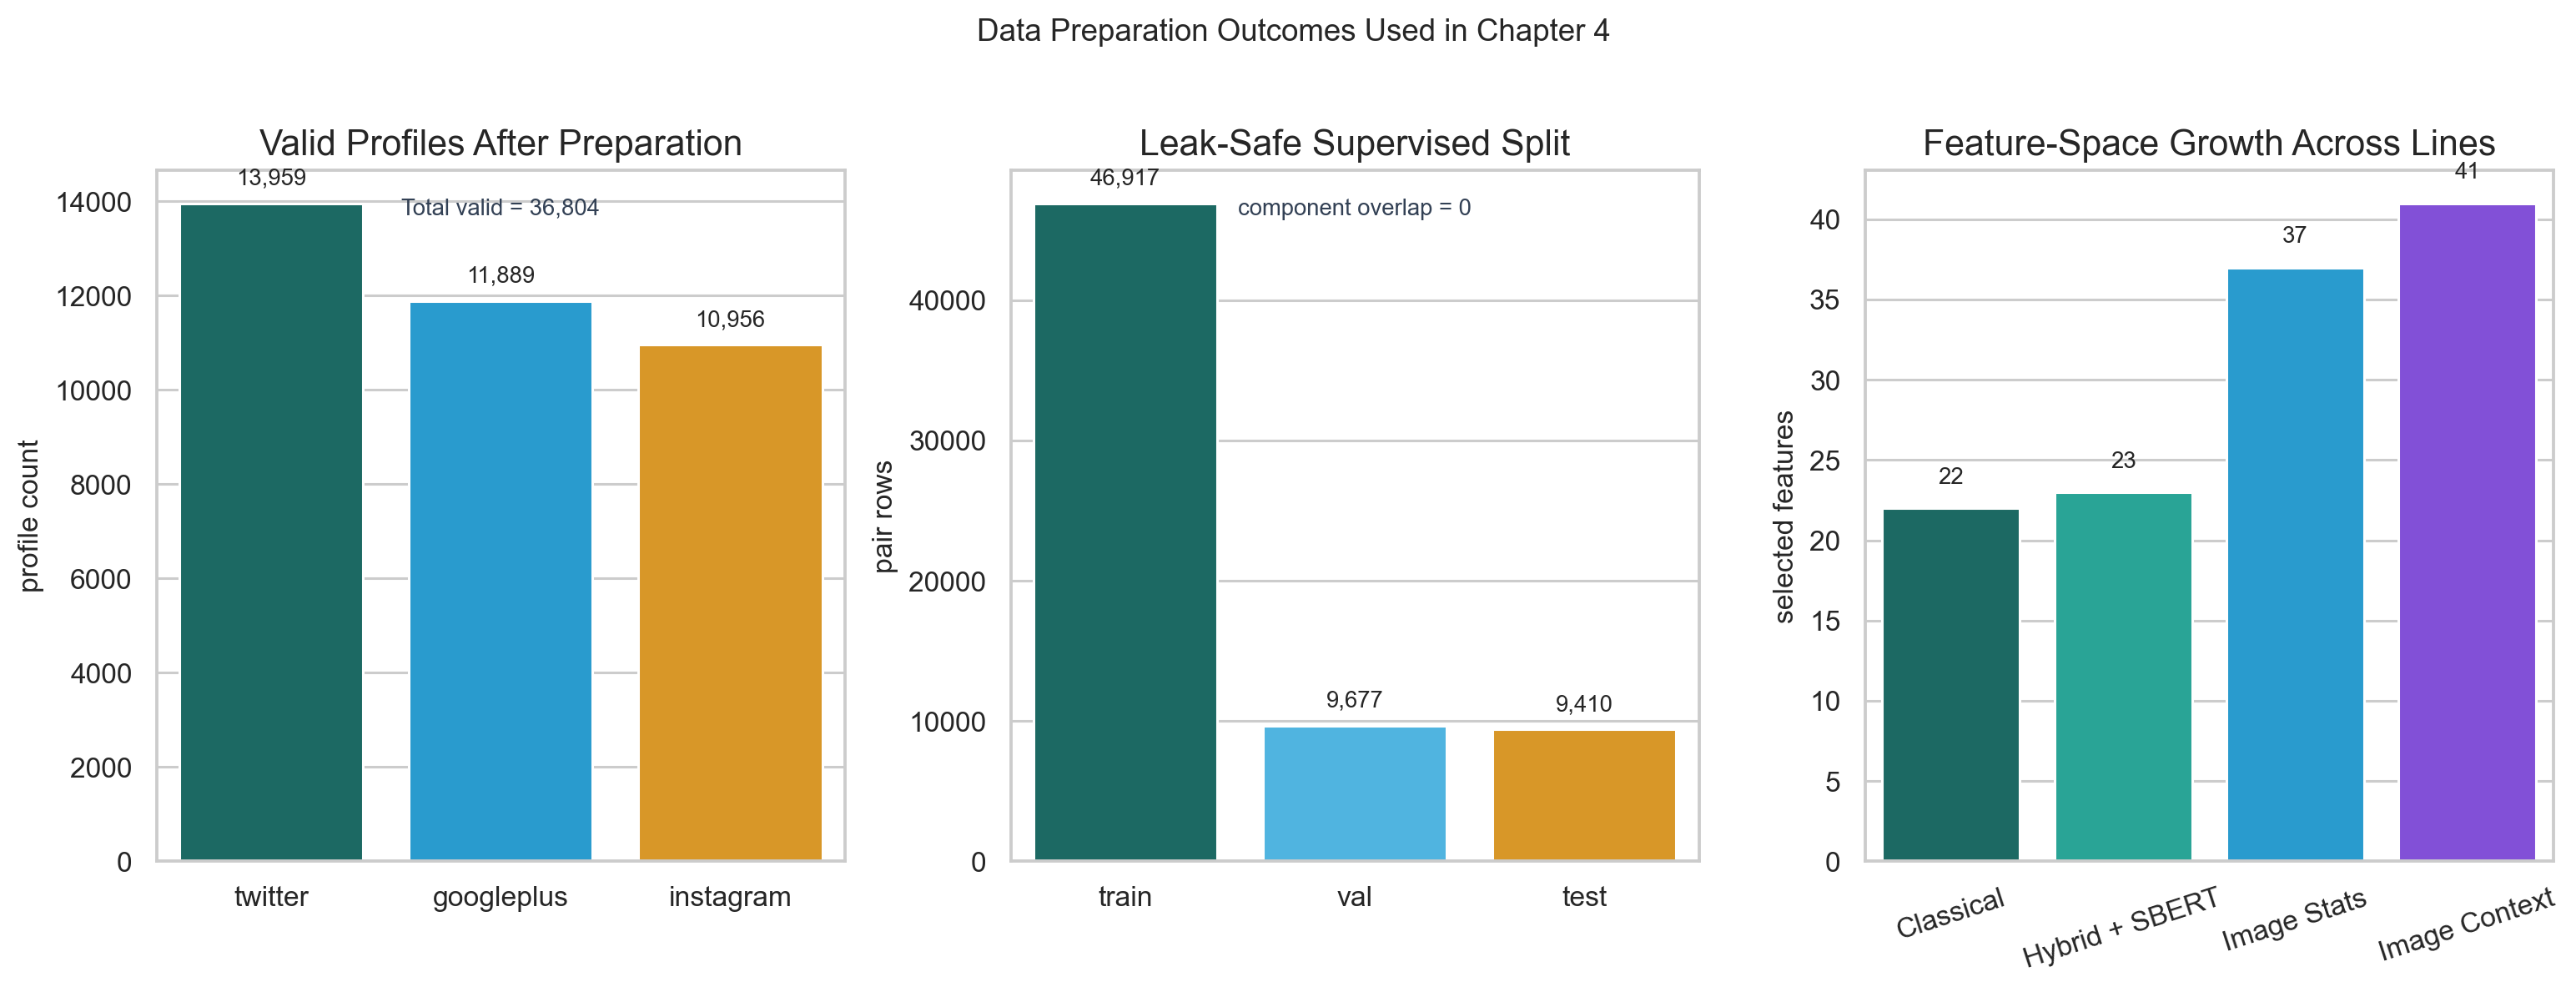 Data Preparation Outcomes Used in Chapter 4
Valid Profiles After Preparation
profile count
14000
12000
10000
8000
6000
4000
2000
0
13,959
Total valid = 36,804
11,889
10,956
twitter
googleplus
instagram
Leak-Safe Supervised Split
pair rows
40000
30000
20000
10000
0
46,917
component overlap = 0
9,677
9,410
train
val
test
Feature-Space Growth Across Lines
selected features
40
35
30
25
20
15
10
5
0
22
23
37
41
Classical
Hybrid + SBERT
Image Stats
Image Context